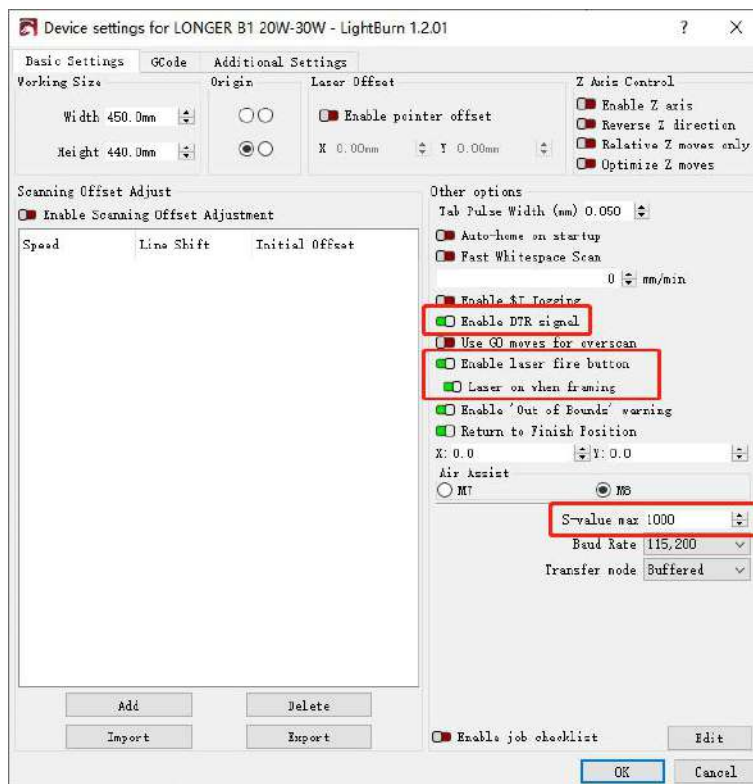 Device settings for LONGER B1 20W-30W - LightBurn 1.2.01
? X
Basic Settings GCode Additional Settings
Working Size
Width 450.0mm
Height 440.0mm
Origin
Laser Offset
Enable pointer offset
X 0.00mm Y 0.00mm
Z Axis Control
Enable Z axis
Reverse Z direction
Relative Z moves only
Optimize Z moves
Scanning Offset Adjust
Enable Scanning Offset Adjustment
Speed Line Shift Initial Offset
Add Delete
Import Export
Other options
Tab Pulse Width (mm) 0.050
Auto-home on startup
Fast Whitespace Scan
0 mm/min
Enable $J Jogging
Enable DTR signal
Use G0 moves for overscan
Enable laser fire button
Laser on when framing
Enable 'Out of Bounds' warning
Return to Finish Position
X: 0.0 Y: 0.0
Air Assist
M7 M8
S-value max 1000
Baud Rate 115,200
Transfer mode Buffered
Enable job checklist Edit
OK Cancel